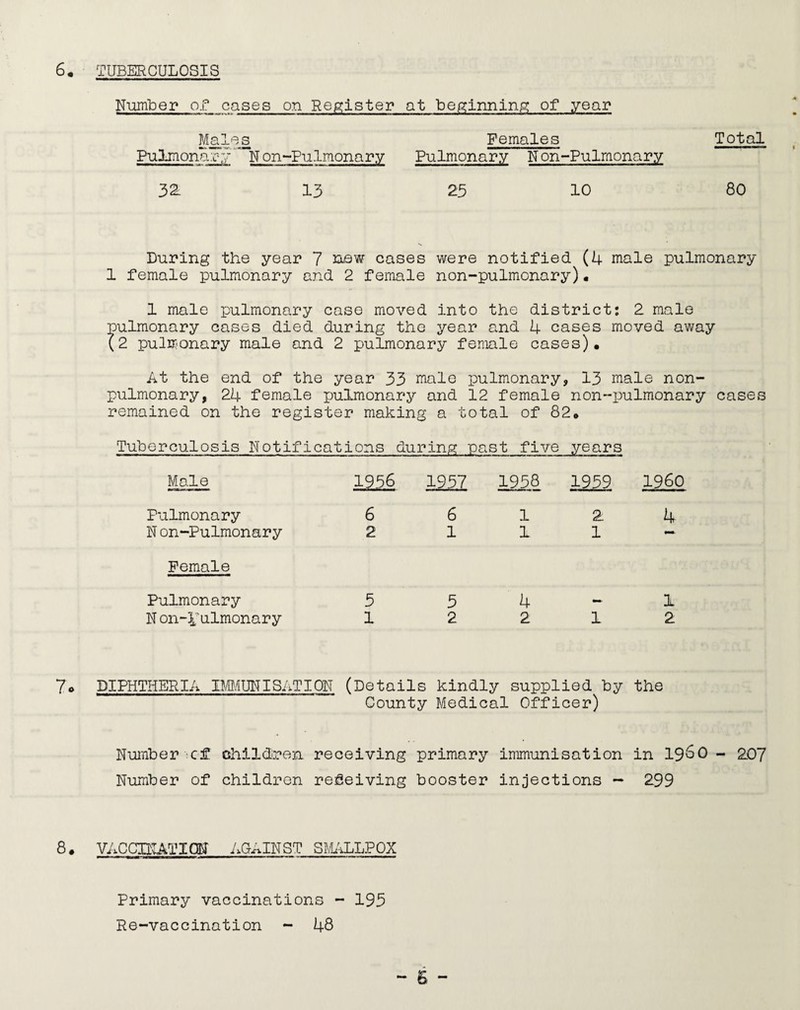 6. TUBERCULOSIS
Number of cases on Register at beginning of year
Males Females Total
Pulmonary Non-Pulmonary Pulmonary Non-Pulmonary
32 13 25 10 80
During the year 7 new cases were notified (4 male pulmonary
1 female pulmonary and 2 female non-pulmonary).
1 male pulmonary case moved into the district: 2 male
pulmonary cases died during the year and 4 cases moved away
(2 pulmonary male and 2 pulmonary female cases).
At the end of the year 33 male pulmonary, 13 male non-
pulmonary, 24 female pulmonary and 12 female non-pulmonary cases
remained on the register making a total of 82.
Tuberculosis Notifications during past five years
Male 1956 1957 1958 1959 1960
Pulmonary 6 6 1 2 4
Non-Pulmonary 2 1 1 1 -
Female
Pulmonary 5 5 4 - 1
Non-Pulmonary 1 2 2 1 2
7. DIPHTHERIA IMMUNISATION (Details kindly supplied by the
County Medical Officer)
Number of children receiving primary immunisation in 1960 - 207
Number of children receiving booster injections - 299
8. VACCINATION AGAINST SMALLPOX
Primary vaccinations - 195
Re-vaccination - 48
- 6 -